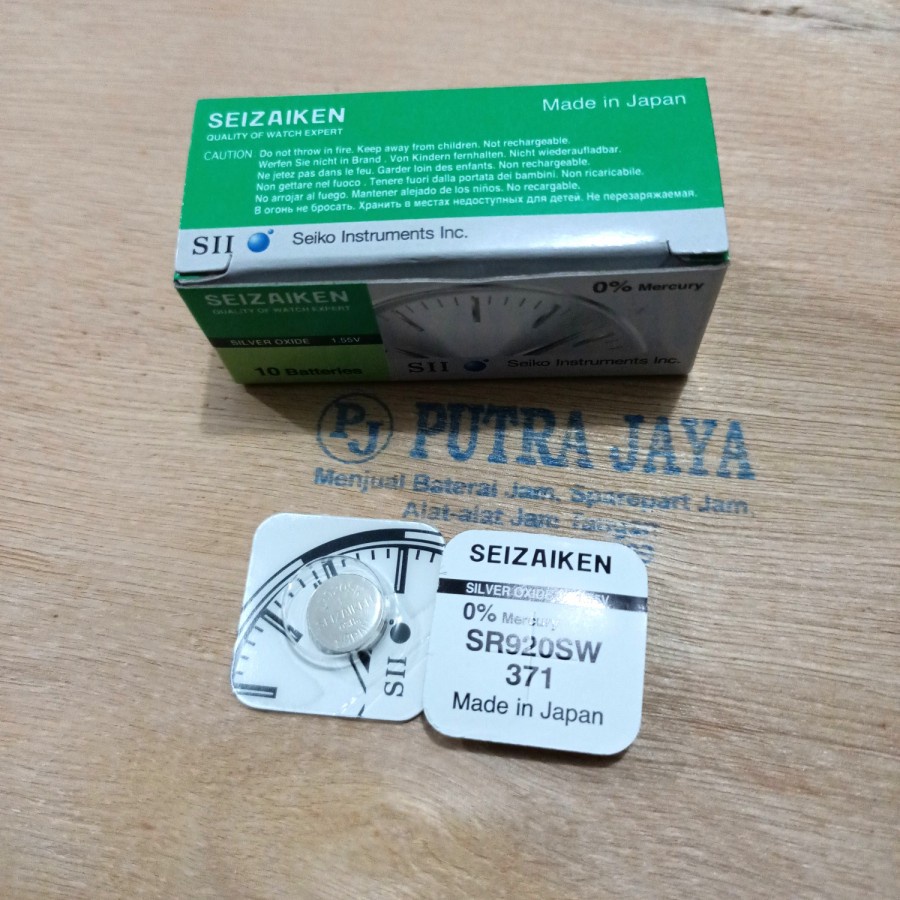 SEIZAIKEN
QUALITY OF WATCH EXPERT
Made in Japan
CAUTION Do not throw in fire. Keep away from children. Not rechargeable.
Werfen Sie nicht in Brand . Von Kindern fernhalten. Nicht wiederaufladbar.
Ne jetez pas dans le feu. Garder loin des enfants. Non rechargeable.
Non gettare nel fuoco . Tenere fuori dalla portata dei bambini. Non ricaricabile.
No arrojar al fuego. Mantener alejado de los niños. No recargable.
В огонь не бросать. Хранить в местах недоступных для детей. Не перезаряжаемая.
SII Seiko Instruments Inc.
SEIZAIKEN
QUALITY OF WATCH EXPERT
0% Mercury
SILVER OXIDE 1.55V
10 Batteries
SII Seiko Instruments Inc.
PJ PUTRA JAYA
Menjual Baterai Jam, Sparepart Jam
Alat-alat Jam Tangan
SII
SEIZAIKEN
SILVER OXIDE
0% Mercury
SR920SW
371
Made in Japan